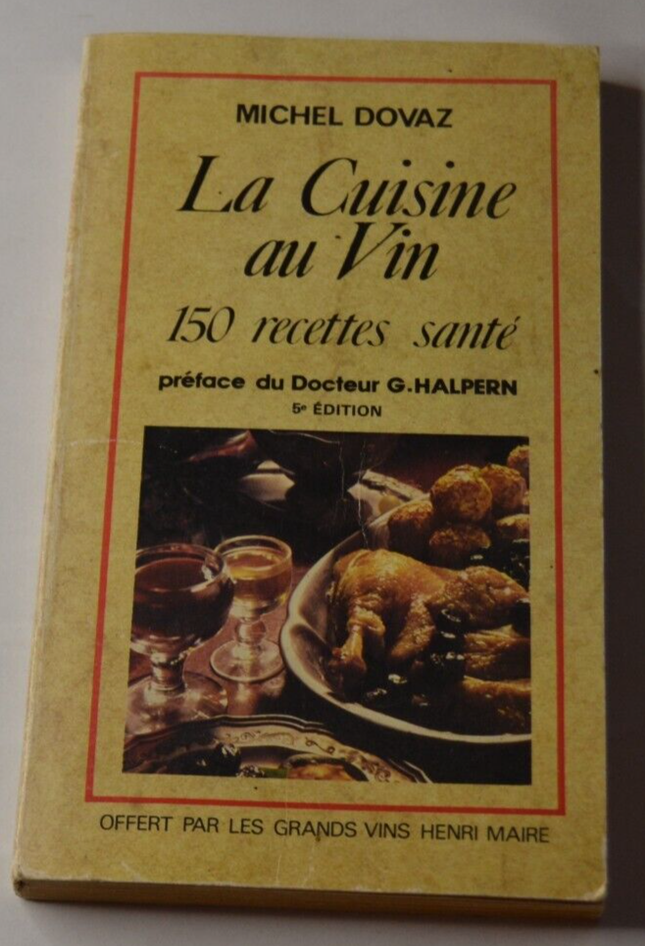 MICHEL DOVAZ
La Cuisine
au Vin
150 recettes santé
préface du Docteur G.HALPERN
5e ÉDITION
OFFERT PAR LES GRANDS VINS HENRI MAIRE